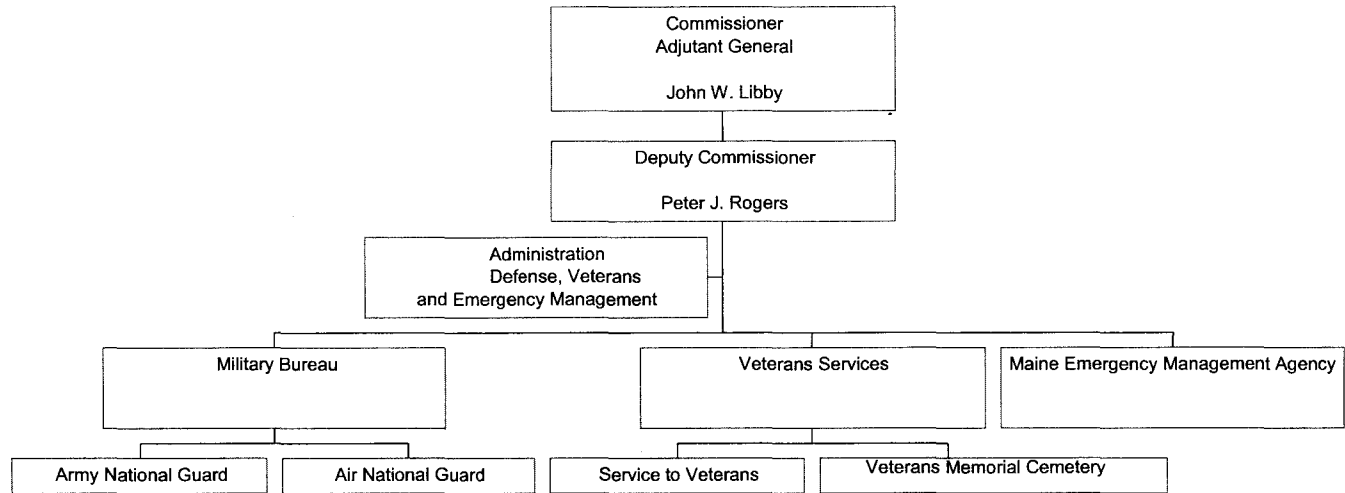 Commissioner
Adjutant General
John W. Libby
Deputy Commissioner
Peter J. Rogers
Administration
Defense, Veterans
and Emergency Management
Military Bureau
Veterans Services
Maine Emergency Management Agency
Army National Guard
Air National Guard
Service to Veterans
Veterans Memorial Cemetery